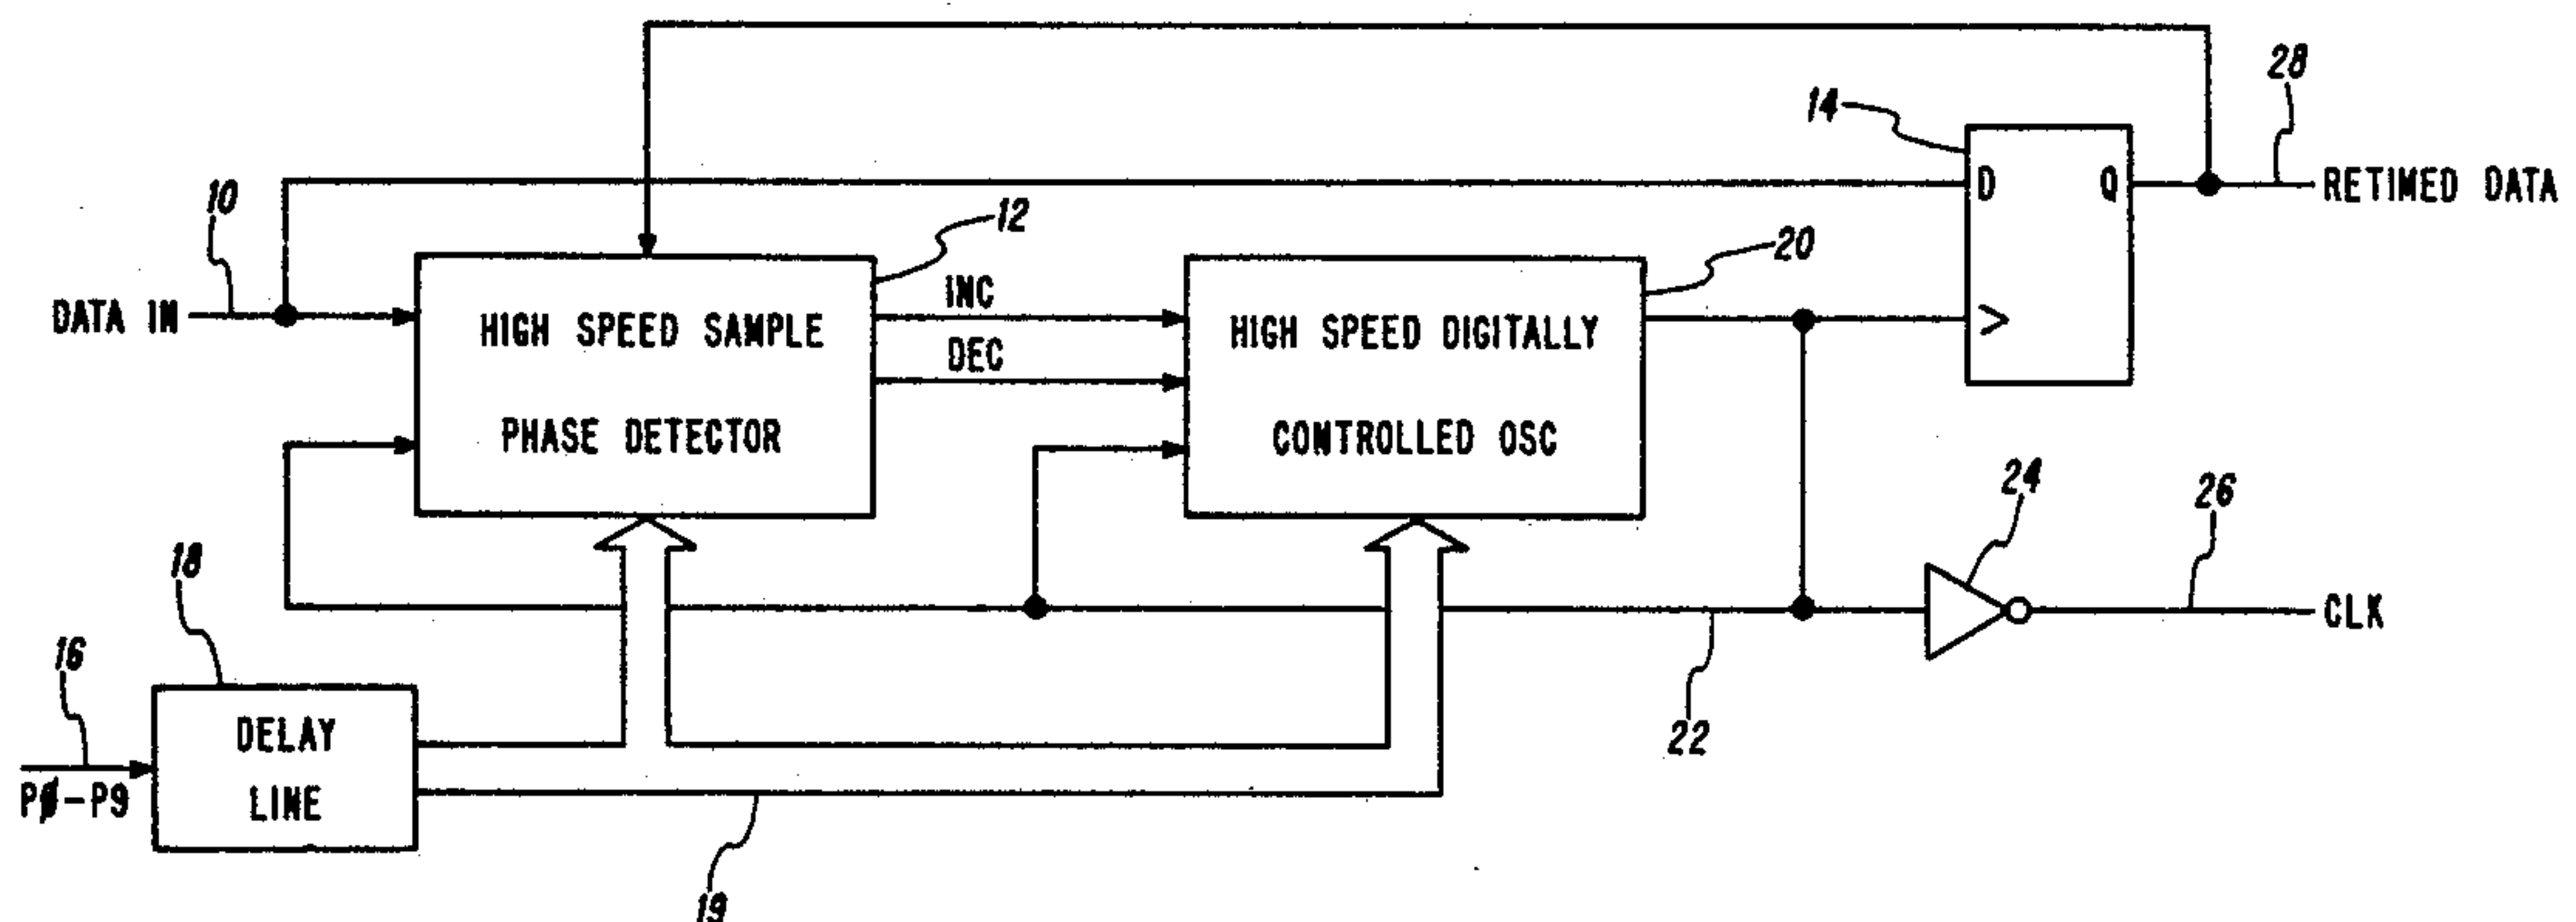 28
14
D Q
RETIMED DATA
10
12
20
DATA IN
INC
DEC
HIGH SPEED SAMPLE
PHASE DETECTOR
HIGH SPEED DIGITALLY
CONTROLLED OSC
>
24
26
CLK
18
16
22
PØ-P9
DELAY
LINE
19